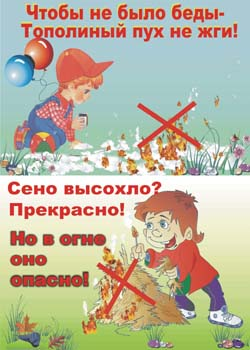 Чтобы не было беды-
Тополиный пух не жги!
Сено высохло?
Прекрасно!
Но в огне
оно
опасно!